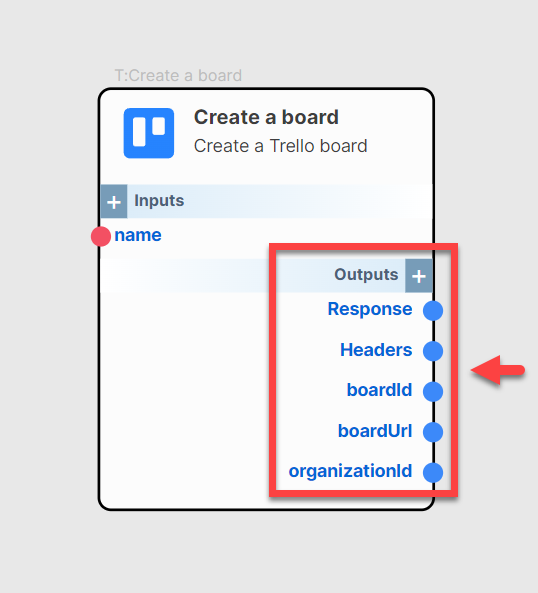 T:Create a board
Create a board
Create a Trello board
+ Inputs
name
Outputs +
Response
Headers
boardId
boardUrl
organizationId